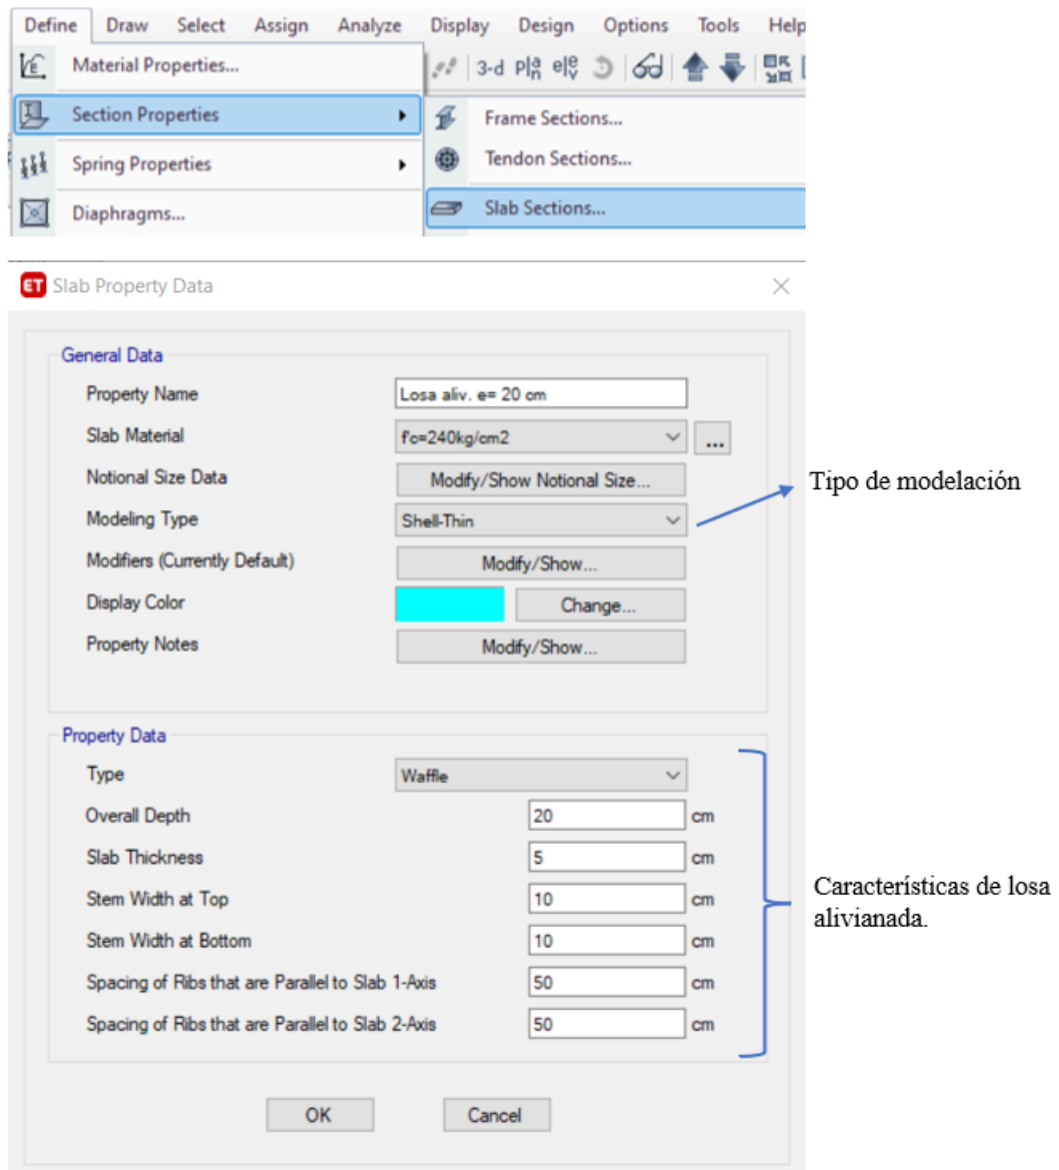 Define Draw Select Assign Analyze Display Design Options Tools Help
Material Properties...
3-d
Section Properties
Frame Sections...
Tendon Sections...
Spring Properties
Slab Sections...
Diaphragms...
ET Slab Property Data
General Data
Property Name Losa aliv. e= 20 cm
Slab Material f'c=240kg/cm2 ...
Notional Size Data Modify/Show Notional Size...
Tipo de modelación
Modeling Type Shell-Thin
Modifiers (Currently Default) Modify/Show...
Display Color Change...
Property Notes Modify/Show...
Property Data
Type Waffle
Overall Depth 20 cm
Slab Thickness 5 cm
Stem Width at Top 10 cm
Stem Width at Bottom 10 cm
Spacing of Ribs that are Parallel to Slab 1-Axis 50 cm
Spacing of Ribs that are Parallel to Slab 2-Axis 50 cm
Características de losa
alivianada.
OK Cancel